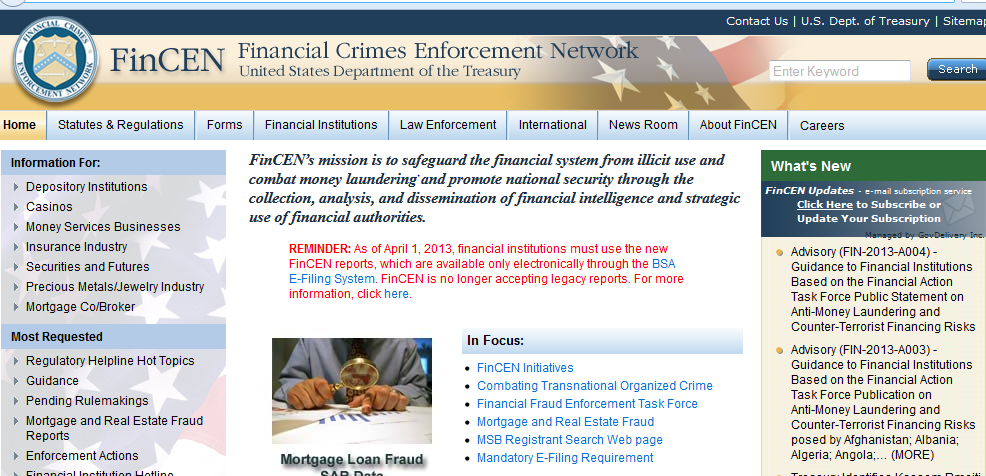 Contact Us | U.S. Dept. of Treasury | Sitemap
FINANCIAL CRIMES
ENFORCEMENT NETWORK
FinCEN
Financial Crimes Enforcement Network
United States Department of the Treasury
Enter Keyword
Search
Home
Statutes & Regulations
Forms
Financial Institutions
Law Enforcement
International
News Room
About FinCEN
Careers
Information For:
Depository Institutions
Casinos
Money Services Businesses
Insurance Industry
Securities and Futures
Precious Metals/Jewelry Industry
Mortgage Co/Broker
Most Requested
Regulatory Helpline Hot Topics
Guidance
Pending Rulemakings
Mortgage and Real Estate Fraud
Reports
Enforcement Actions
Financial Institution Hotline
FinCEN's mission is to safeguard the financial system from illicit use and
combat money laundering and promote national security through the
collection, analysis, and dissemination of financial intelligence and strategic
use of financial authorities.
REMINDER: As of April 1, 2013, financial institutions must use the new
FinCEN reports, which are available only electronically through the BSA
E-Filing System. FinCEN is no longer accepting legacy reports. For more
information, click here.
Mortgage Loan Fraud
SAR Data
In Focus:
FinCEN Initiatives
Combating Transnational Organized Crime
Financial Fraud Enforcement Task Force
Mortgage and Real Estate Fraud
MSB Registrant Search Web page
Mandatory E-Filing Requirement
What's New
FinCEN Updates - e-mail subscription service
Click Here to Subscribe or
Update Your Subscription
Managed by GovDelivery Inc.
Advisory (FIN-2013-A004) -
Guidance to Financial Institutions
Based on the Financial Action
Task Force Public Statement on
Anti-Money Laundering and
Counter-Terrorist Financing Risks
Advisory (FIN-2013-A003) -
Guidance to Financial Institutions
Based on the Financial Action
Task Force Publication on
Anti-Money Laundering and
Counter-Terrorist Financing Risks
posed by Afghanistan; Albania;
Algeria; Angola;... (MORE)
Treasury Identifies Kassem Rmeiti